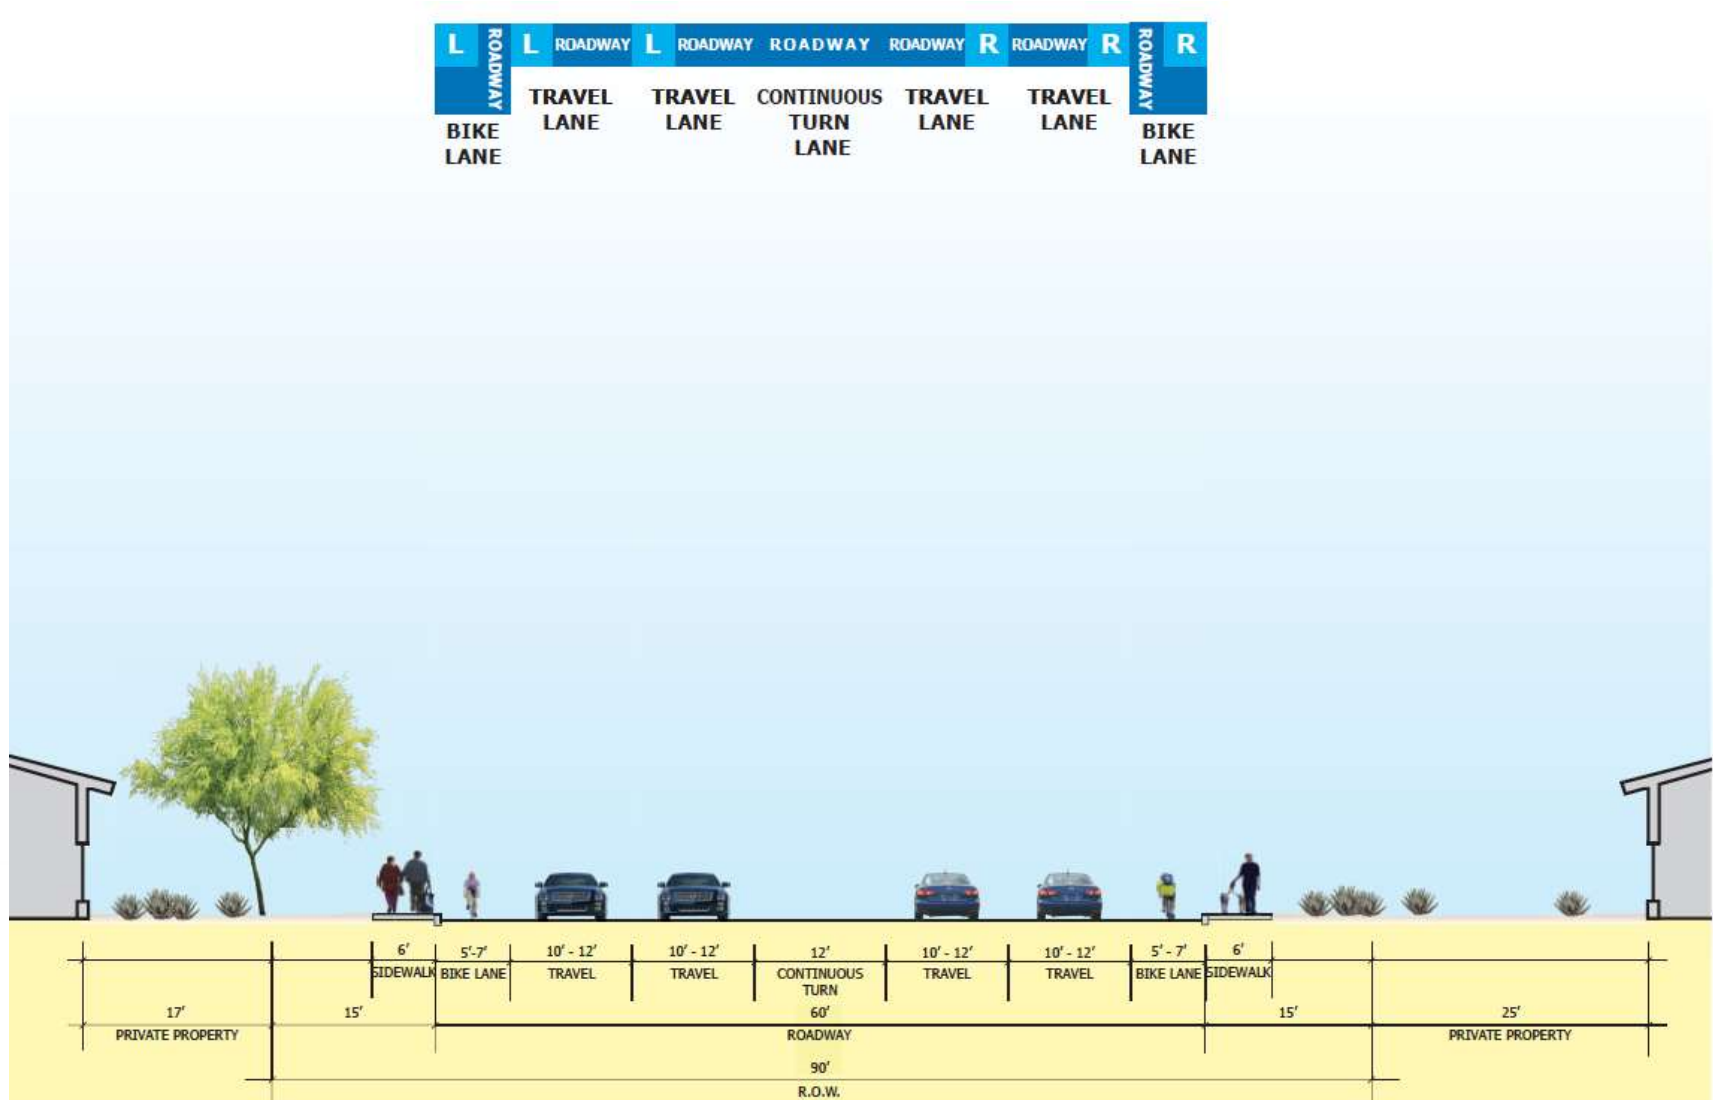 L ROADWAY L ROADWAY L ROADWAY ROADWAY ROADWAY R ROADWAY R ROADWAY R
BIKE
LANE
TRAVEL
LANE
TRAVEL
LANE
CONTINUOUS
TURN
LANE
TRAVEL
LANE
TRAVEL
LANE
BIKE
LANE
6' 5'-7' 10' - 12' 10' - 12' 12' 10' - 12' 10' - 12' 5' - 7' 6'
SIDEWALK BIKE LANE TRAVEL TRAVEL CONTINUOUS TRAVEL TRAVEL BIKE LANE SIDEWALK
TURN
17' 15' 60' 15' 25'
PRIVATE PROPERTY ROADWAY PRIVATE PROPERTY
90'
R.O.W.